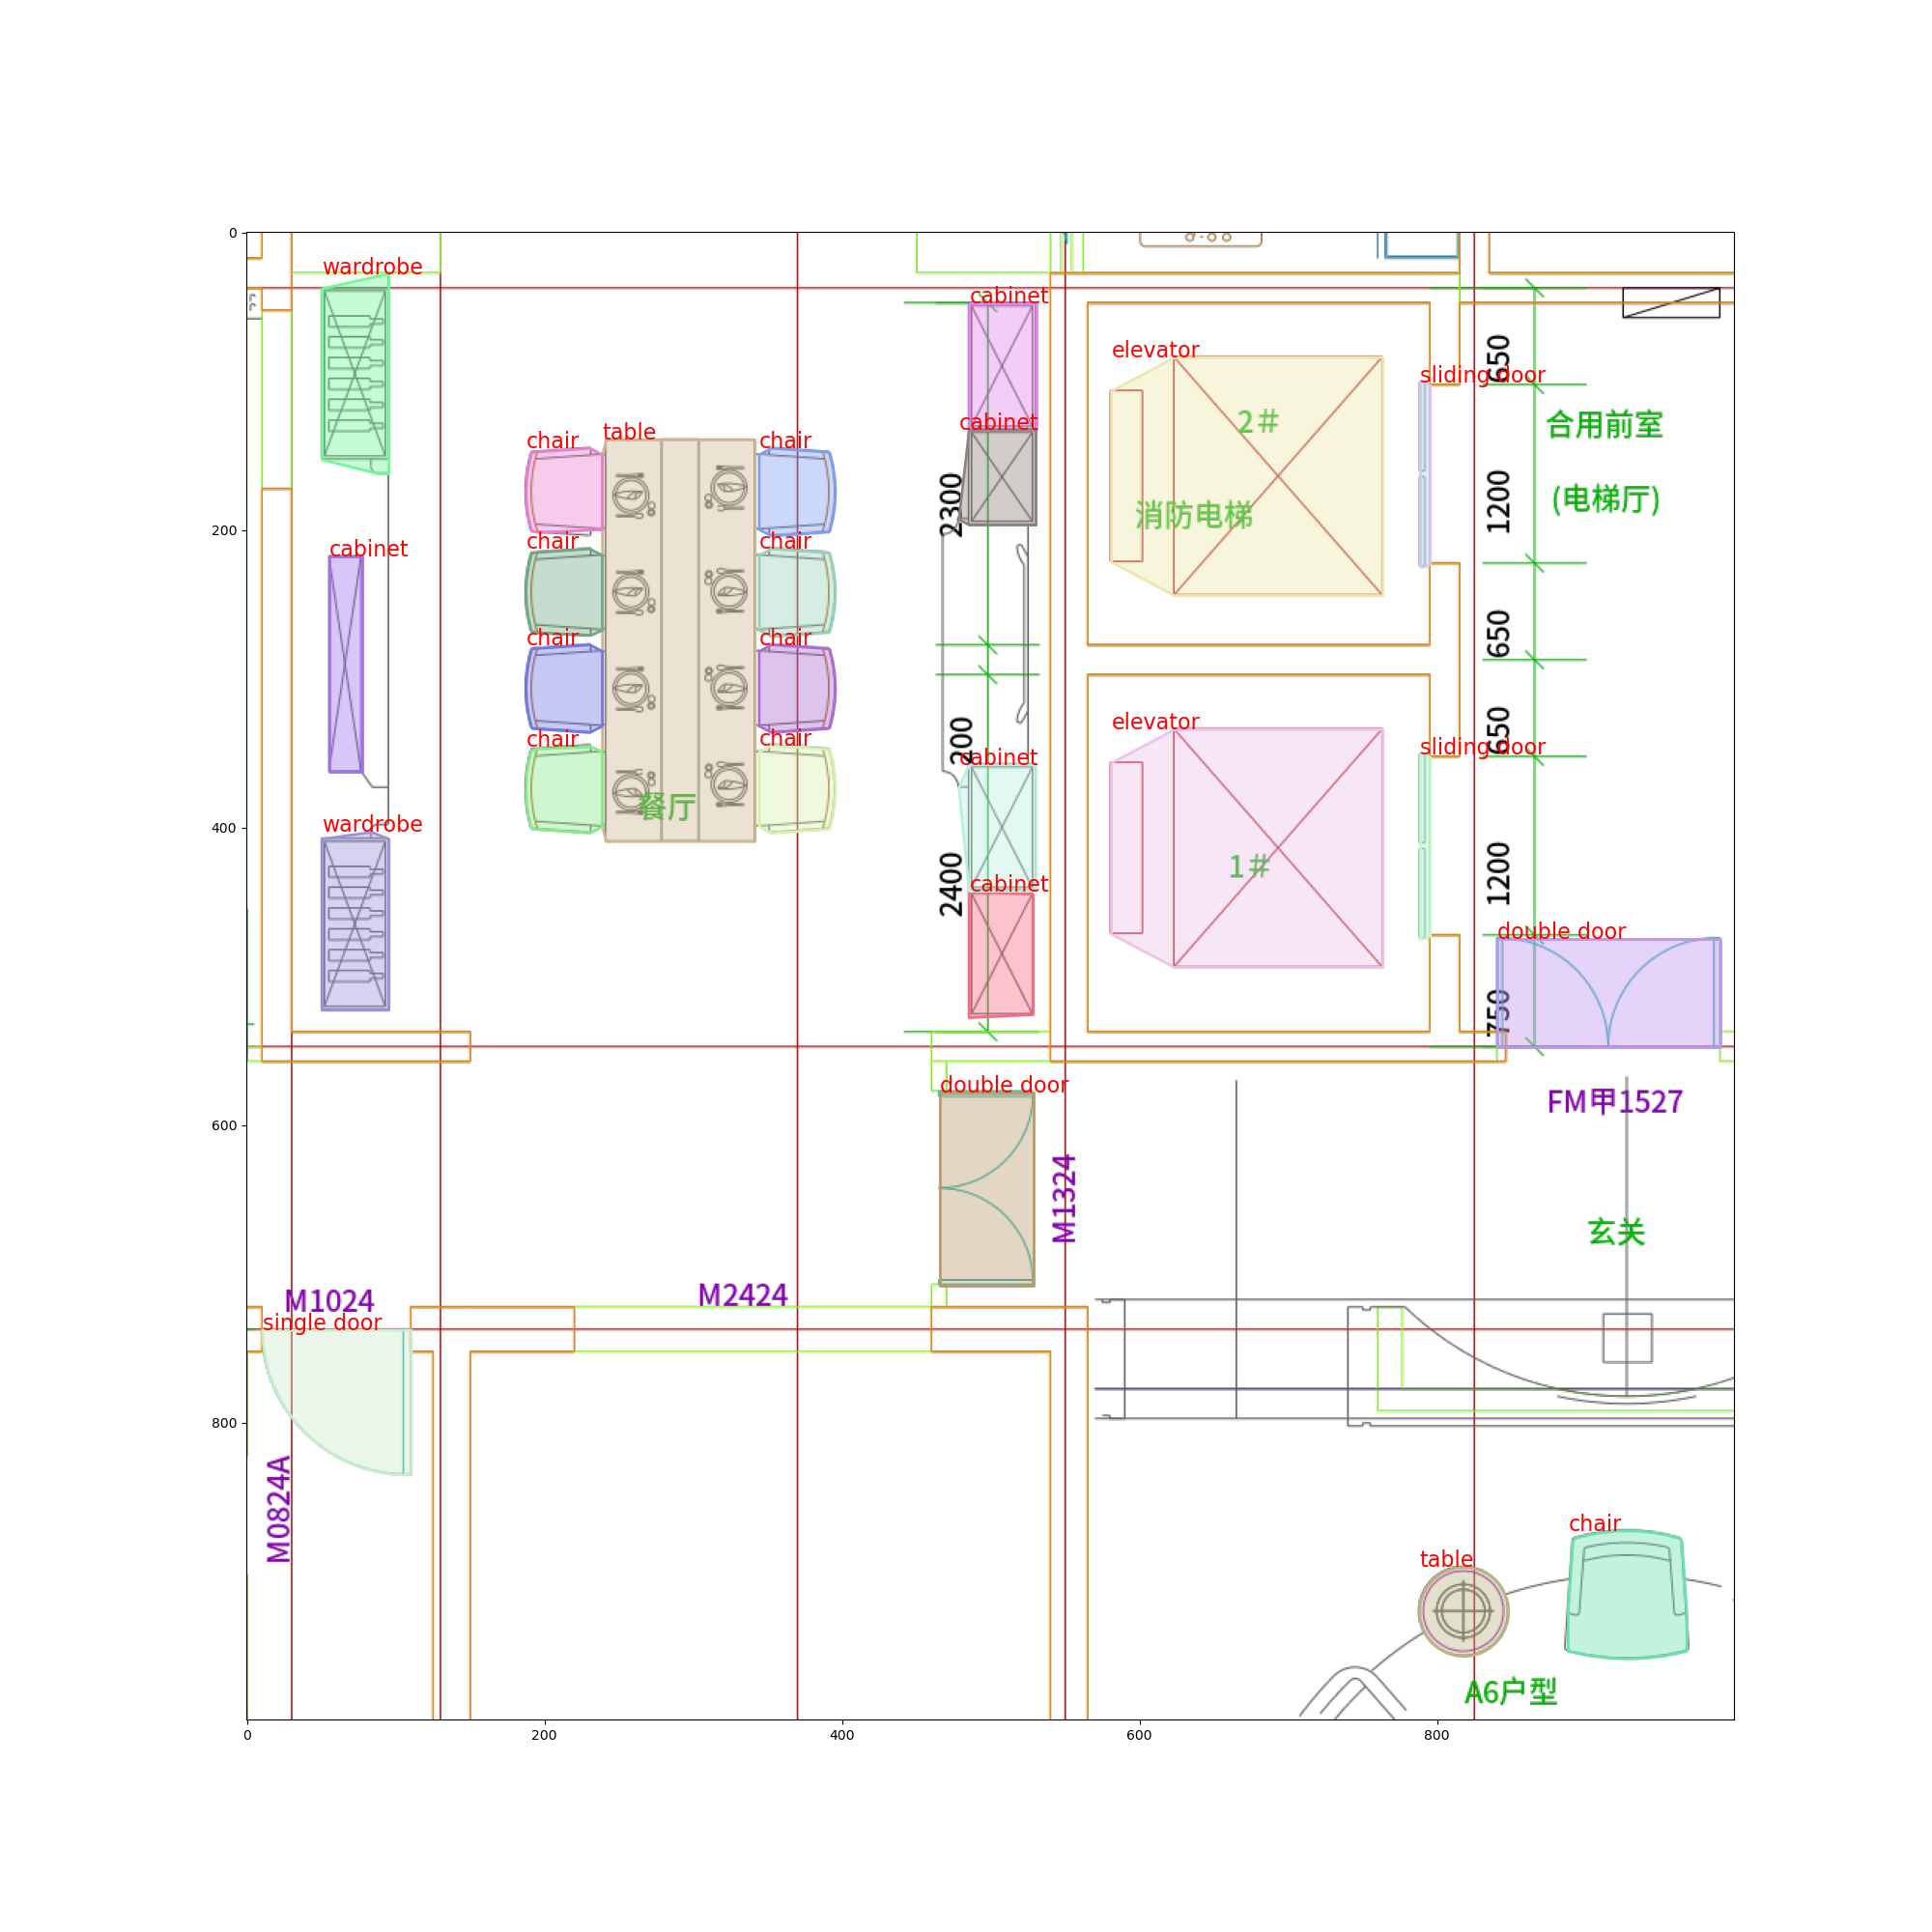 0
200
400
600
800
0
200
400
600
800
wardrobe
cabinet
wardrobe
chair
table
chair
chair
chair
chair
chair
chair
chair
餐厅
cabinet
cabinet
2300
200
cabinet
2400
cabinet
elevator
2#
消防电梯
elevator
1#
sliding door
650
合用前室
1200
(电梯厅)
650
sliding door
650
1200
double door
750
FM甲1527
double door
M1324
玄关
M1024
M2424
single door
M0824A
chair
table
A6户型